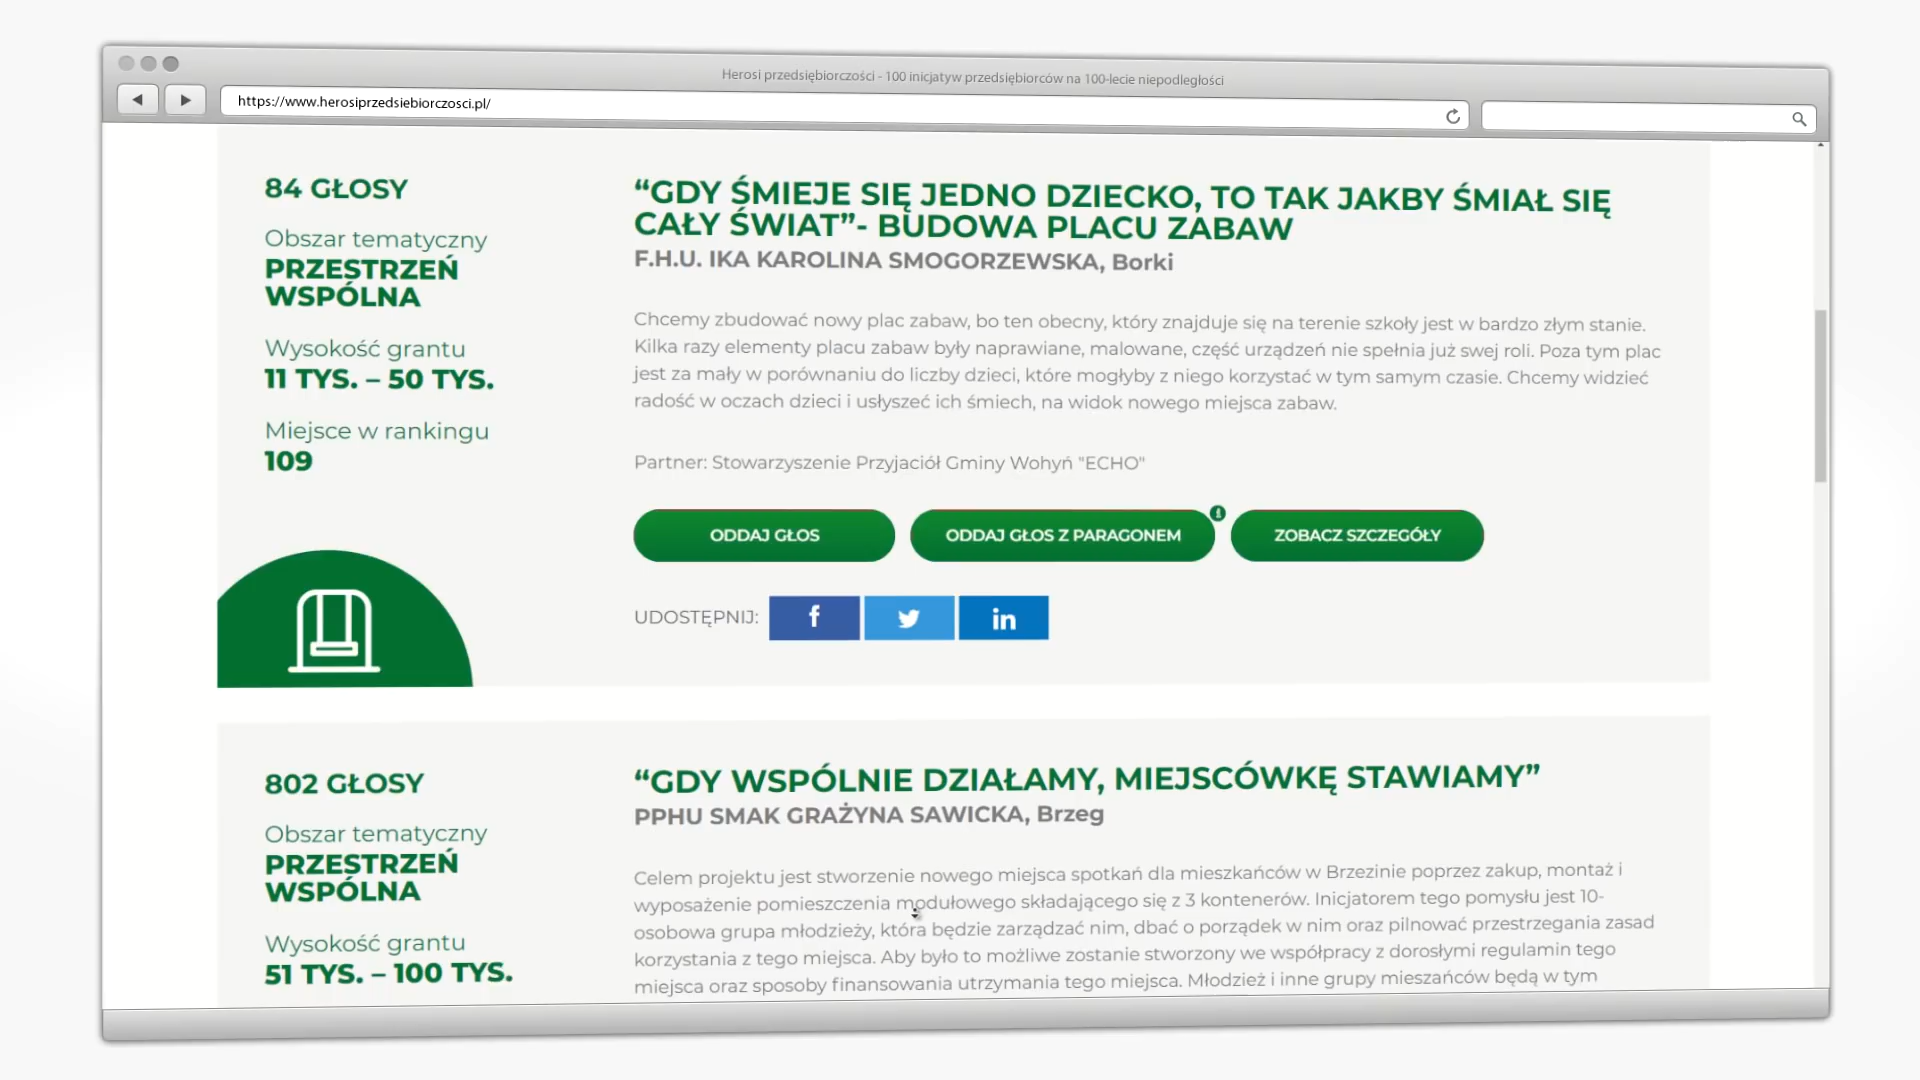 Herosi przedsiębiorczości - 100 inicjatyw przedsiębiorców na 100-lecie niepodległości
https://www.herosiprzedsiebiorczosci.pl/
84 GŁOSY
Obszar tematyczny
PRZESTRZEŃ
WSPÓLNA
Wysokość grantu
11 TYS. – 50 TYS.
Miejsce w rankingu
109
“GDY ŚMIEJE SIĘ JEDNO DZIECKO, TO TAK JAKBY ŚMIAŁ SIĘ
CAŁY ŚWIAT”- BUDOWA PLACU ZABAW
F.H.U. IKA KAROLINA SMOGORZEWSKA, Borki
Chcemy zbudować nowy plac zabaw, bo ten obecny, który znajduje się na terenie szkoły jest w bardzo złym stanie.
Kilka razy elementy placu zabaw były naprawiane, malowane, część urządzeń nie spełnia już swej roli. Poza tym plac
jest za mały w porównaniu do liczby dzieci, które mogłyby z niego korzystać w tym samym czasie. Chcemy widzieć
radość w oczach dzieci i usłyszeć ich śmiech, na widok nowego miejsca zabaw.
Partner: Stowarzyszenie Przyjaciół Gminy Wohyń "ECHO"
ODDAJ GŁOS
ODDAJ GŁOS Z PARAGONEM
ZOBACZ SZCZEGÓŁY
UDOSTĘPNIJ:
802 GŁOSY
Obszar tematyczny
PRZESTRZEŃ
WSPÓLNA
Wysokość grantu
51 TYS. – 100 TYS.
“GDY WSPÓLNIE DZIAŁAMY, MIEJSCÓWKĘ STAWIAMY”
PPHU SMAK GRAŻYNA SAWICKA, Brzeg
Celem projektu jest stworzenie nowego miejsca spotkań dla mieszkańców w Brzezinie poprzez zakup, montaż i
wyposażenie pomieszczenia modułowego składającego się z 3 kontenerów. Inicjatorem tego pomysłu jest 10-
osobowa grupa młodzieży, która będzie zarządzać nim, dbać o porządek w nim oraz pilnować przestrzegania zasad
korzystania z tego miejsca. Aby było to możliwe zostanie stworzony we współpracy z dorosłymi regulamin tego
miejsca oraz sposoby finansowania utrzymania tego miejsca. Młodzież i inne grupy mieszańców będą w tym